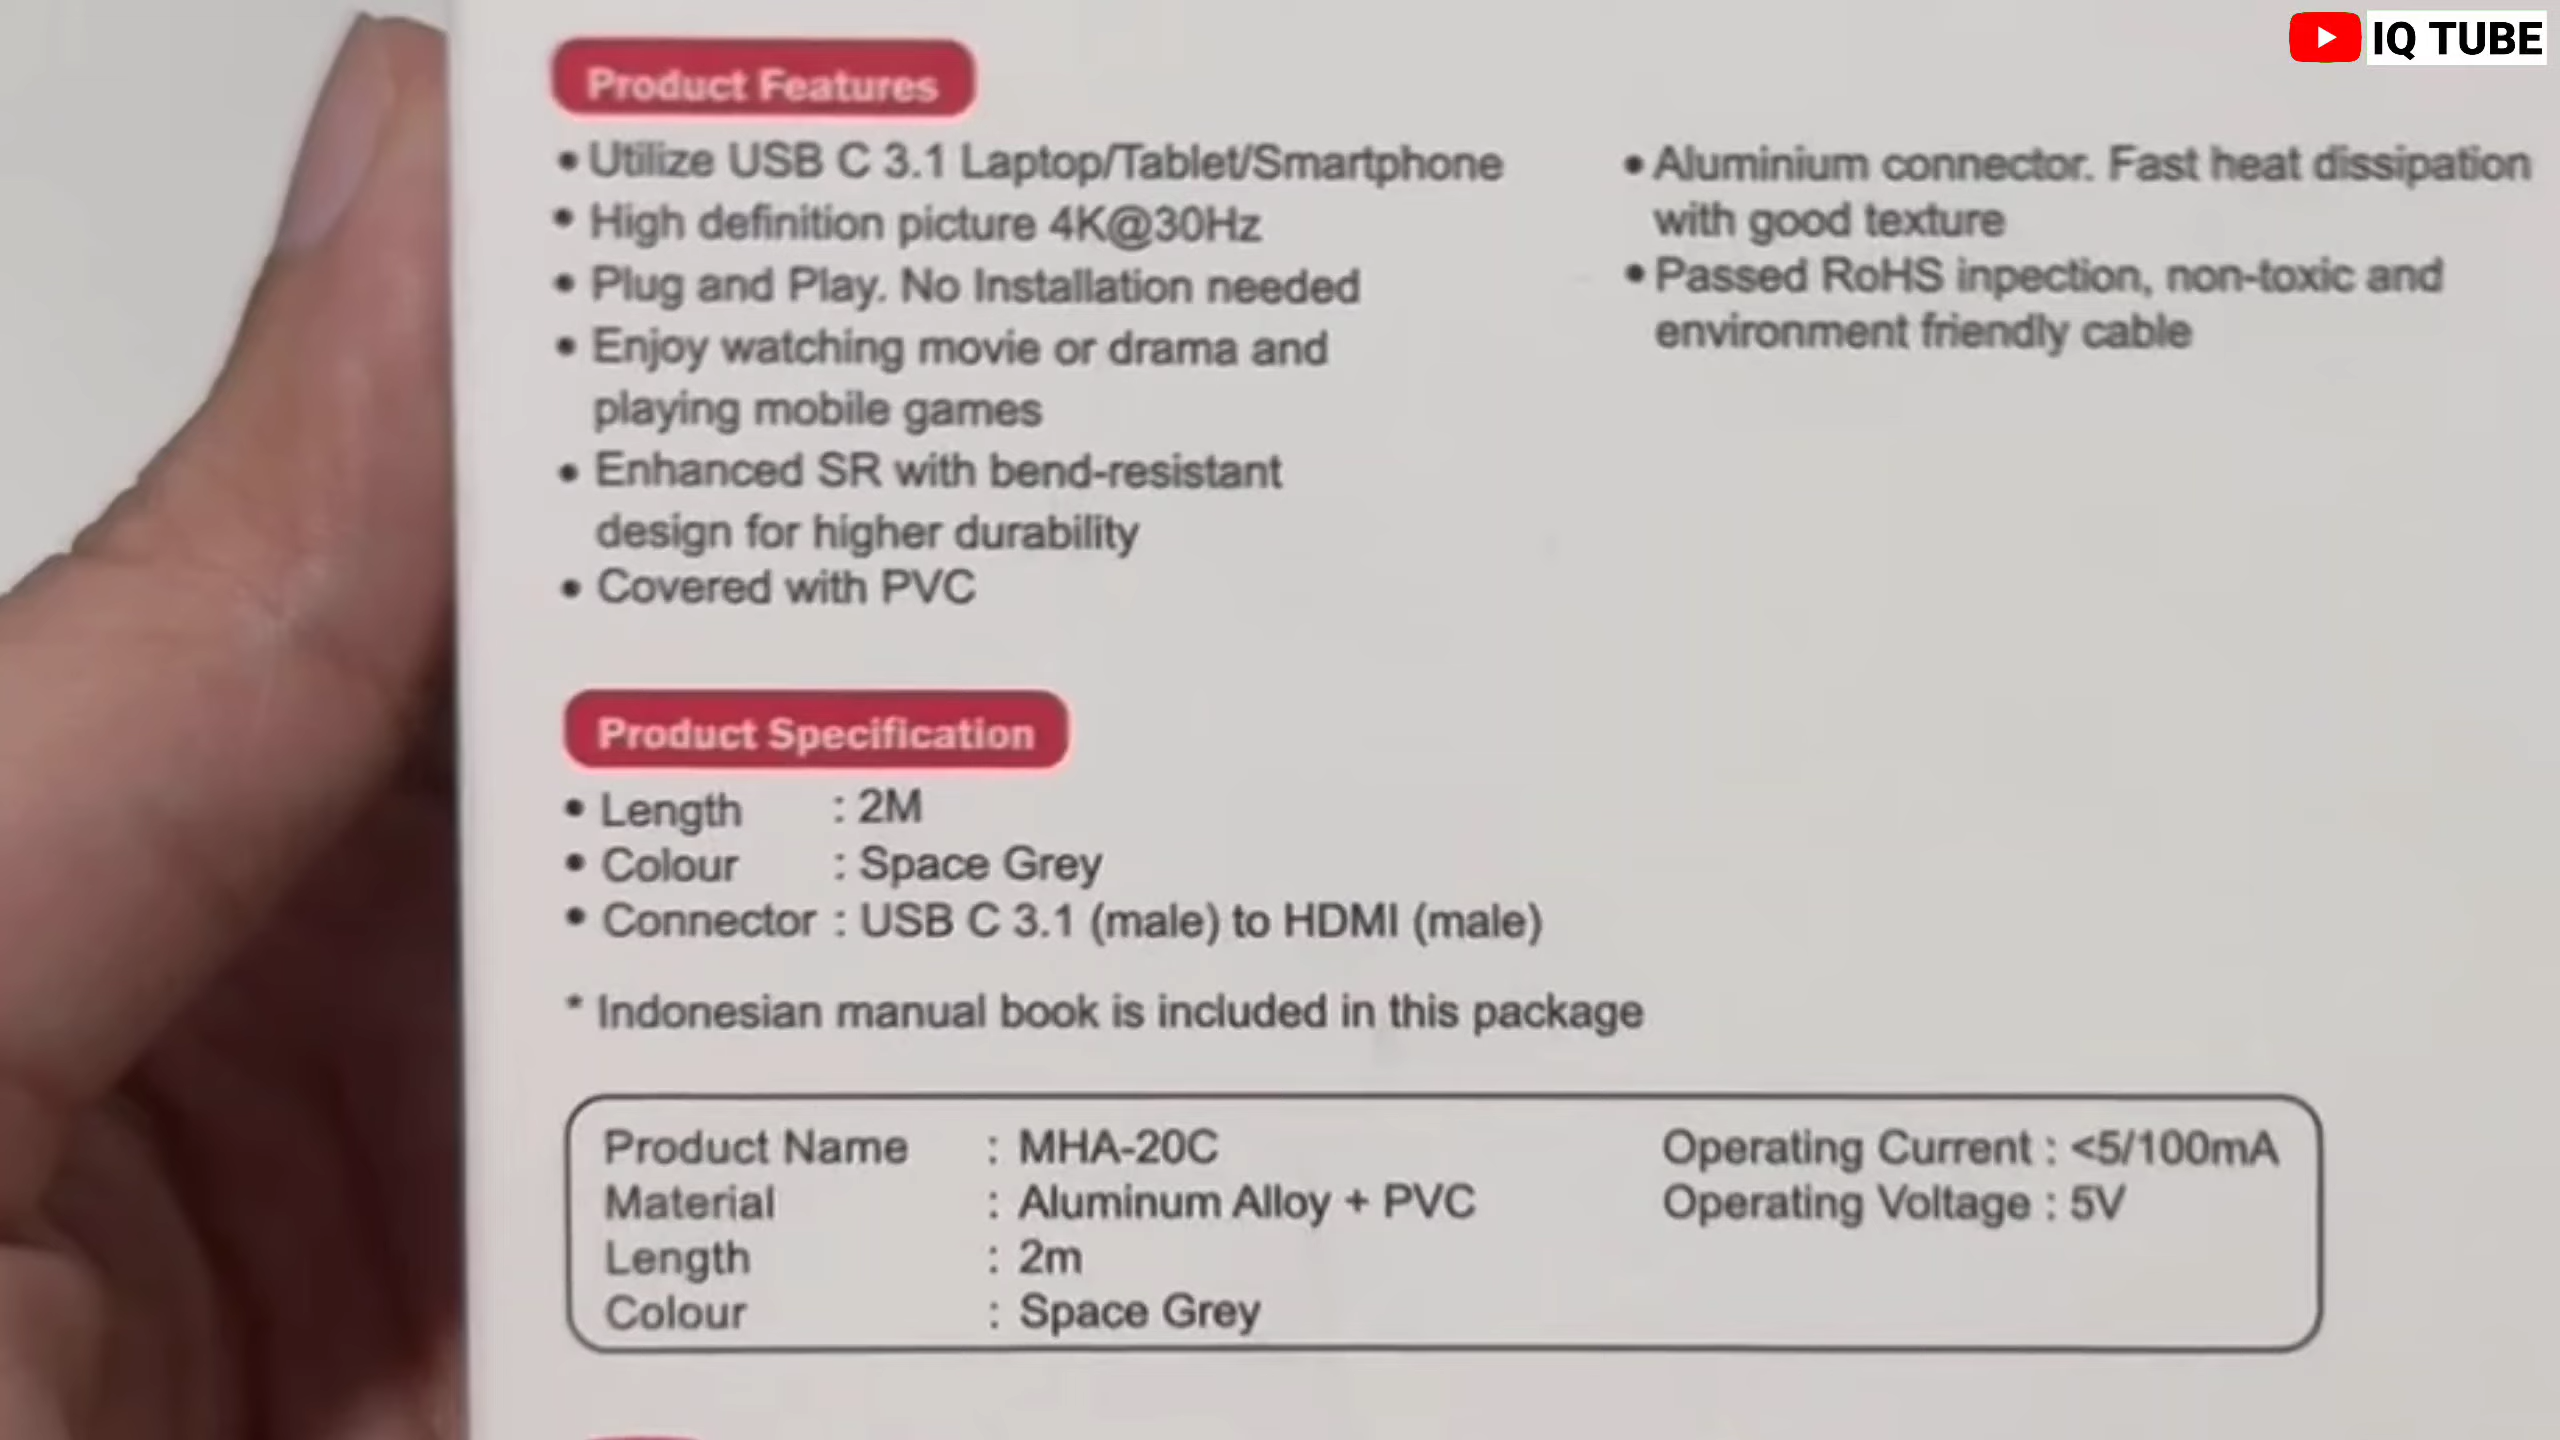 IQ TUBE
Product Features
• Utilize USB C 3.1 Laptop/Tablet/Smartphone
• High definition picture 4K@30Hz
• Plug and Play. No Installation needed
• Enjoy watching movie or drama and
playing mobile games
• Enhanced SR with bend-resistant
design for higher durability
• Covered with PVC
• Aluminium connector. Fast heat dissipation
with good texture
• Passed RoHS inpection, non-toxic and
environment friendly cable
Product Specification
• Length : 2M
• Colour : Space Grey
• Connector : USB C 3.1 (male) to HDMI (male)
* Indonesian manual book is included in this package
Product Name : MHA-20C
Material : Aluminum Alloy + PVC
Length : 2m
Colour : Space Grey
Operating Current : <5/100mA
Operating Voltage : 5V